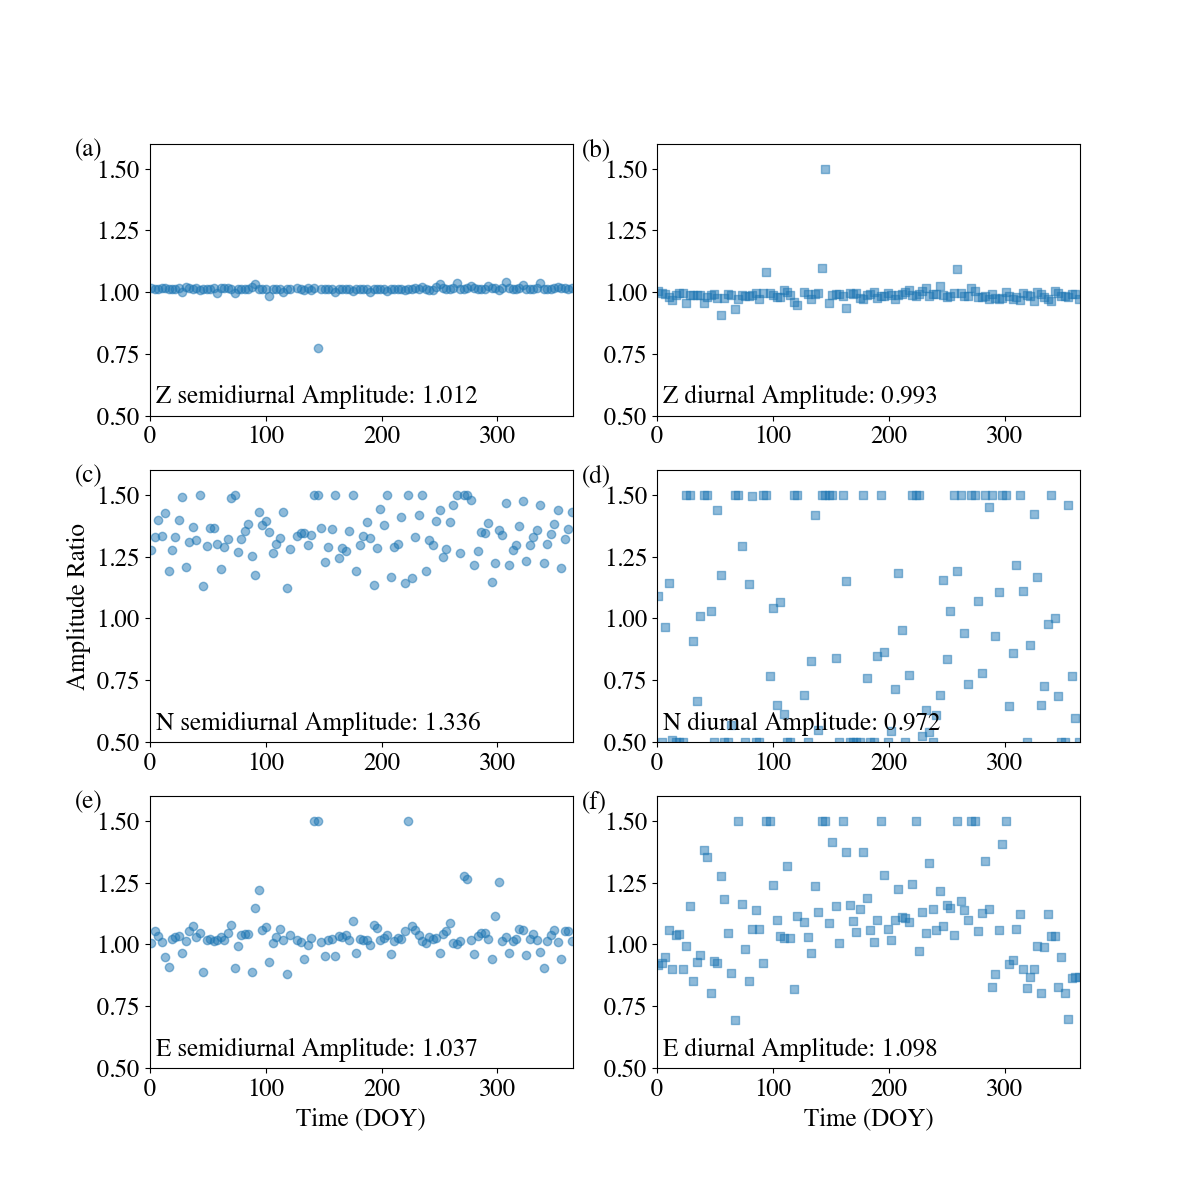 (a)
1.50
1.25
1.00
0.75
0.50
Z semidiurnal Amplitude: 1.012
0 100 200 300
(b)
1.50
1.25
1.00
0.75
0.50
Z diurnal Amplitude: 0.993
0 100 200 300
Amplitude Ratio
(c)
1.50
1.25
1.00
0.75
0.50
N semidiurnal Amplitude: 1.336
0 100 200 300
(d)
1.50
1.25
1.00
0.75
0.50
N diurnal Amplitude: 0.972
0 100 200 300
(e)
1.50
1.25
1.00
0.75
0.50
E semidiurnal Amplitude: 1.037
0 100 200 300
Time (DOY)
(f)
1.50
1.25
1.00
0.75
0.50
E diurnal Amplitude: 1.098
0 100 200 300
Time (DOY)